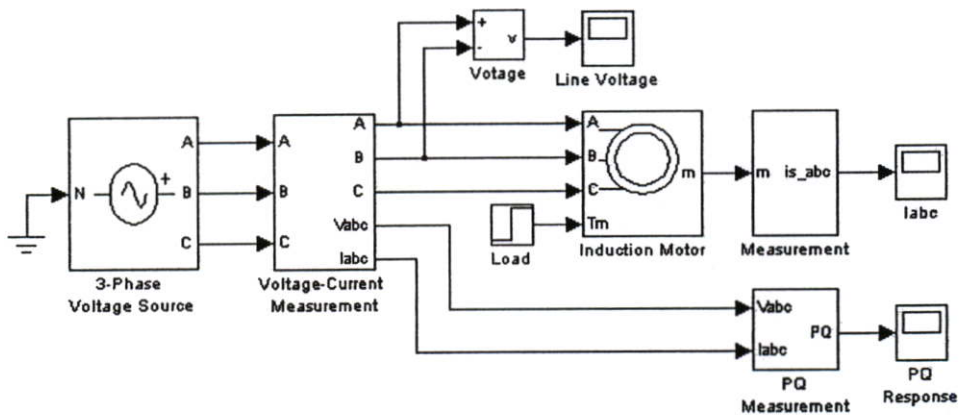 +
-
v
Votage
Line Voltage
N
+
A
B
C
3-Phase
Voltage Source
A
B
C
A
B
C
Vabc
Iabc
Voltage-Current
Measurement
Load
A
B
C
Tm
m
Induction Motor
m
is_abc
Measurement
Iabc
Vabc
Iabc
PQ
PQ
Measurement
PQ
Response